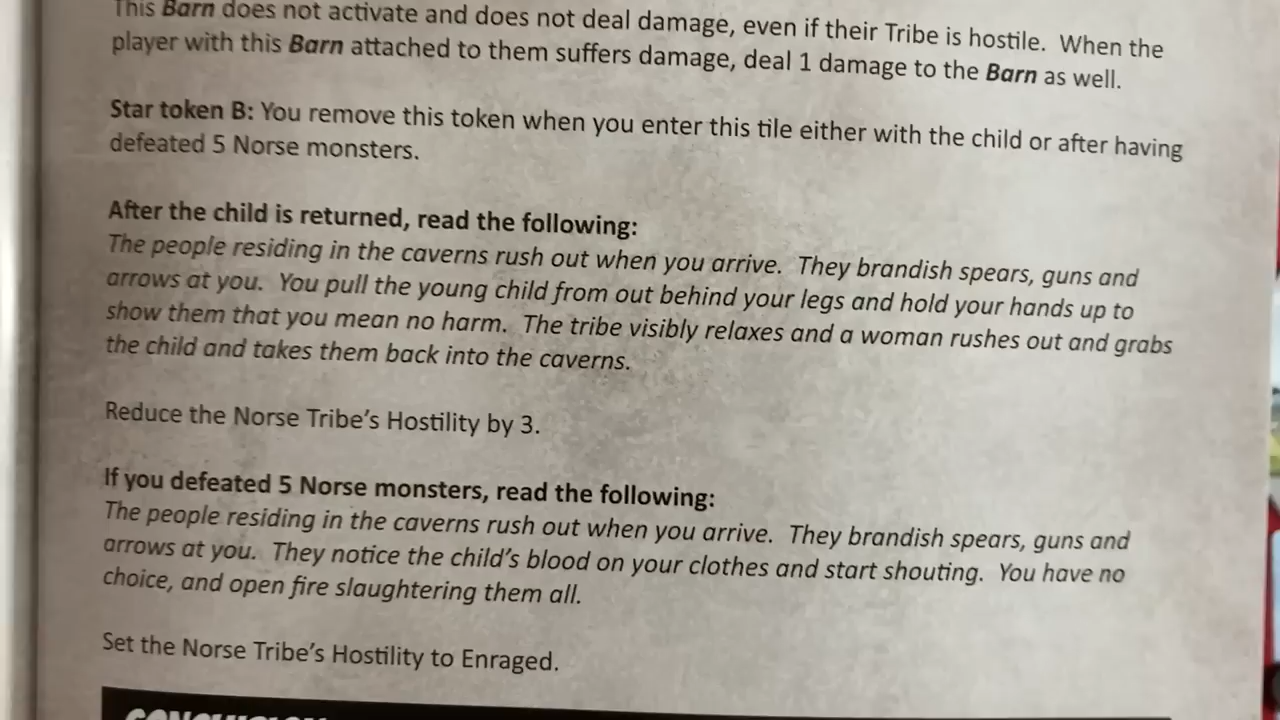 This Barn does not activate and does not deal damage, even if their Tribe is hostile. When the
player with this Barn attached to them suffers damage, deal 1 damage to the Barn as well.
Star token B: You remove this token when you enter this tile either with the child or after having
defeated 5 Norse monsters.
After the child is returned, read the following:
The people residing in the caverns rush out when you arrive. They brandish spears, guns and
arrows at you. You pull the young child from out behind your legs and hold your hands up to
show them that you mean no harm. The tribe visibly relaxes and a woman rushes out and grabs
the child and takes them back into the caverns.
Reduce the Norse Tribe's Hostility by 3.
If you defeated 5 Norse monsters, read the following:
The people residing in the caverns rush out when you arrive. They brandish spears, guns and
arrows at you. They notice the child's blood on your clothes and start shouting. You have no
choice, and open fire slaughtering them all.
Set the Norse Tribe's Hostility to Enraged.